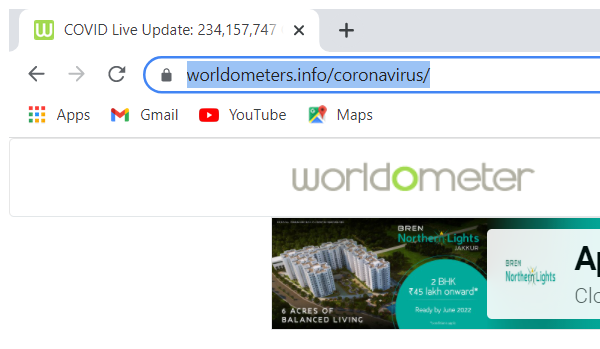 COVID Live Update: 234,157,747
worldometers.info/coronavirus/
Apps Gmail YouTube Maps
worldometer
BREN
Northern Lights
JAKKUR
2 BHK
₹45 lakh onward*
Ready by June 2022
6 ACRES OF
BALANCED LIVING
BREN
Northern Lights
Ap
Clo